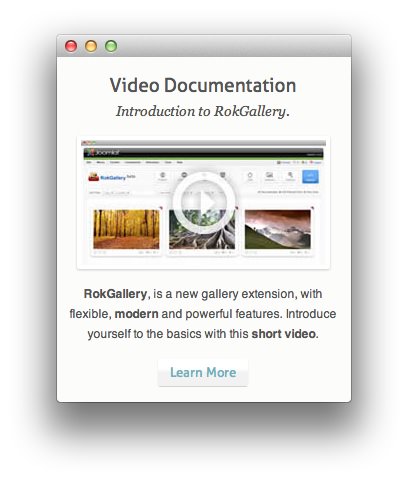 Video Documentation
Introduction to RokGallery.
Joomla!
RokGallery
RokGallery, is a new gallery extension, with
flexible, modern and powerful features. Introduce
yourself to the basics with this short video.
Learn More